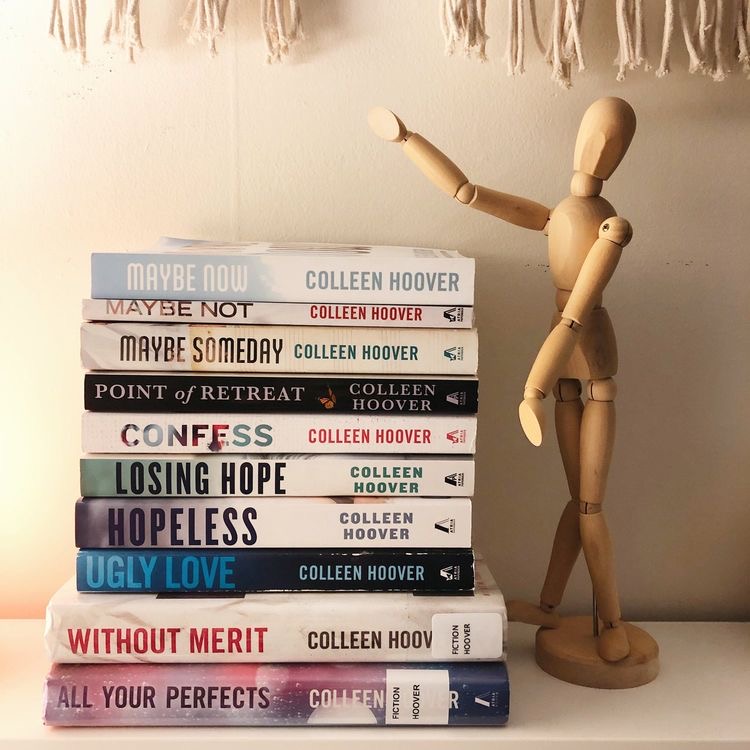 MAYBE NOW COLLEEN HOOVER
MAYBE NOT COLLEEN HOOVER
MAYBE SOMEDAY COLLEEN HOOVER
POINT of RETREAT COLLEEN
HOOVER
CONFESS COLLEEN HOOVER
LOSING HOPE COLLEEN
HOOVER
HOPELESS COLLEEN
HOOVER
UGLY LOVE COLLEEN HOOVER
WITHOUT MERIT COLLEEN HOOV
FICTION
HOOVER
ALL YOUR PERFECTS COLLEEN ER
FICTION
HOOVER